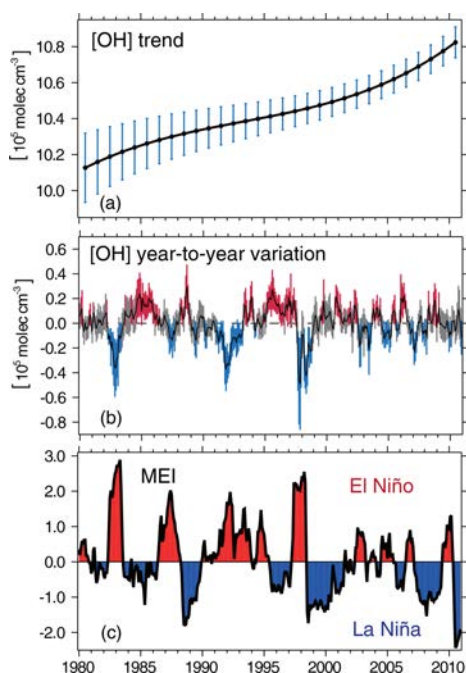 [OH] trend
10.8
10.6
10.4
10.2
10.0
[10⁵ molec cm⁻³]
(a)
[OH] year-to-year variation
0.6
0.4
0.2
0.0
-0.2
-0.4
-0.6
-0.8
[10⁵ molec cm⁻³]
(b)
3.0
2.0
1.0
0.0
-1.0
-2.0
MEI
El Niño
La Niña
(c)
1980 1985 1990 1995 2000 2005 2010